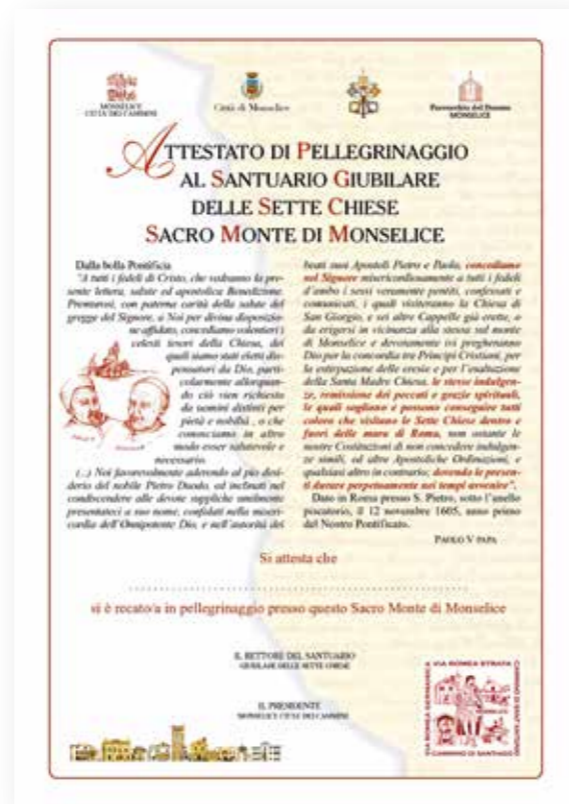 MONSELICE
CITTÀ DEI CAMMINI
Città di Monselice
Parrocchia del Duomo
MONSELICE
ATTESTATO DI PELLEGRINAGGIO
AL SANTUARIO GIUBILARE
DELLE SETTE CHIESE
SACRO MONTE DI MONSELICE
Dalla bolla Pontificia
"A tutti i fedeli di Cristo, che vedranno la pre-
sente lettera, salute ed apostolica Benedizione.
Premurosi, con paterna carità della salute del
gregge del Signore, a Noi per divina disposizio-
ne affidato, concediamo volentieri i
celesti tesori della Chiesa, dei
quali siamo stati eletti dis-
pensatori da Dio, parti-
colarmente allorquan-
do ciò vien richiesto
da uomini distinti per
pietà e nobiltà, o che
conosciamo in altro
modo esser salutevole e
necessario.
(...) Noi favorevolmente aderendo al pio desi-
derio del nobile Pietro Duodo, ed inclinati nel
condiscendere alle devote suppliche umilmente
presentateci a suo nome, confidati nella miseri-
cordia dell'Onnipotente Dio, e nell'autorità dei
beati suoi Apostoli Pietro e Paolo, concediamo
nel Signore misericordiosamente a tutti i fedeli
d'ambo i sessi veramente pentiti, confessati e
comunicati, i quali visiteranno la Chiesa di
San Giorgio, e sei altre Cappelle già erette, o
da erigersi in vicinanza alla stessa sul monte
di Monselice e devotamente ivi pregheranno
Dio per la concordia tra Principi Cristiani, per
la estirpazione delle eresie e per l'esaltazione
della Santa Madre Chiesa, le stesse indulgen-
ze, remissione dei peccati e grazie spirituali,
le quali sogliono e possono conseguire tutti
coloro che visitano le Sette Chiese dentro e
fuori delle mura di Roma, non ostante le
nostre Costituzioni di non concedere indulgen-
ze simili, ed altre Apostoliche Ordinazioni, e
qualsiasi altro in contrario; dovendo le presen-
ti durare perpetuamente nei tempi avvenire".
Dato in Roma presso S. Pietro, sotto l'anello
piscatorio, il 12 novembre 1605, anno primo
del Nostro Pontificato.
PAOLO V PAPA
Si attesta che
si è recato/a in pellegrinaggio presso questo Sacro Monte di Monselice
IL RETTORE DEL SANTUARIO
GIUBILARE DELLE SETTE CHIESE
IL PRESIDENTE
MONSELICE CITTÀ DEI CAMMINI
VIA ROMEA STRATA
VIA ROMEA GERMANICA
CAMMINO DI SANT'ANTONIO
CAMMINO DI SANTIAGO